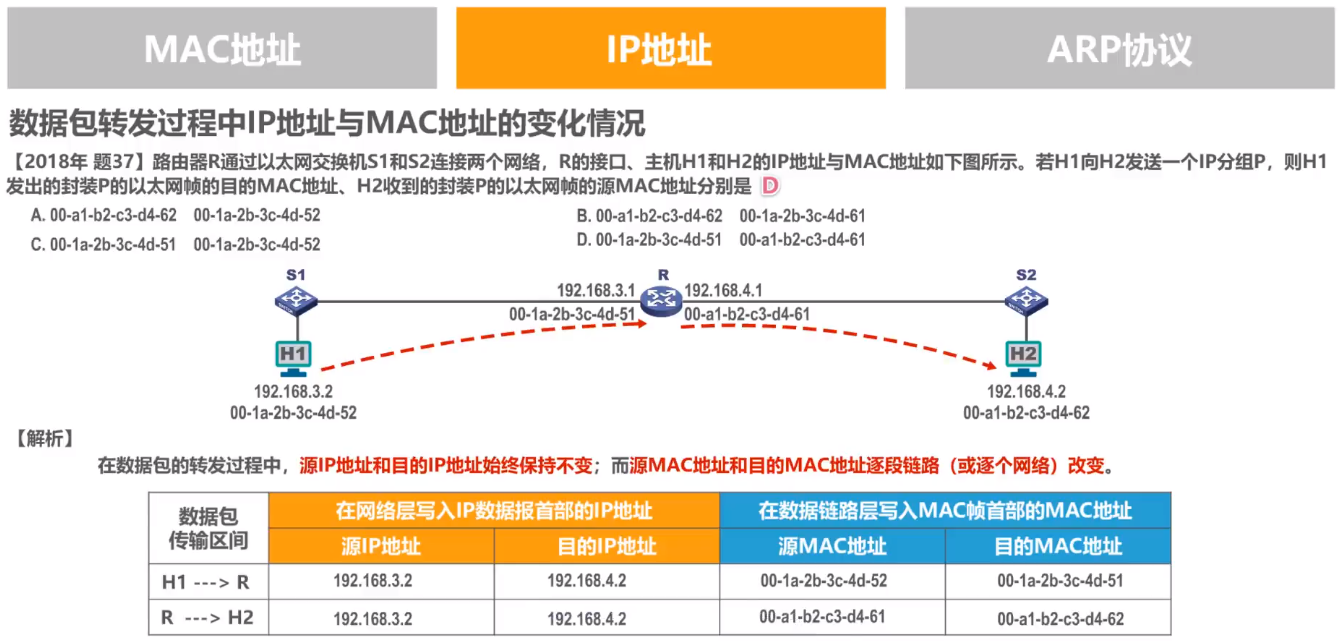 MAC地址
IP地址
ARP协议
数据包转发过程中IP地址与MAC地址的变化情况
【2018年 题37】路由器R通过以太网交换机S1和S2连接两个网络，R的接口、主机H1和H2的IP地址与MAC地址如下图所示。若H1向H2发送一个IP分组P，则H1
发出的封装P的以太网帧的目的MAC地址、H2收到的封装P的以太网帧的源MAC地址分别是 D
A. 00-a1-b2-c3-d4-62 00-1a-2b-3c-4d-52
B. 00-a1-b2-c3-d4-62 00-1a-2b-3c-4d-61
C. 00-1a-2b-3c-4d-51 00-1a-2b-3c-4d-52
D. 00-1a-2b-3c-4d-51 00-a1-b2-c3-d4-61
S1
R
S2
192.168.3.1
192.168.4.1
00-1a-2b-3c-4d-51
00-a1-b2-c3-d4-61
H1
H2
192.168.3.2
192.168.4.2
00-1a-2b-3c-4d-52
00-a1-b2-c3-d4-62
【解析】
在数据包的转发过程中，源IP地址和目的IP地址始终保持不变；而源MAC地址和目的MAC地址逐段链路（或逐个网络）改变。
数据包
传输区间
在网络层写入IP数据报首部的IP地址
在数据链路层写入MAC帧首部的MAC地址
源IP地址
目的IP地址
源MAC地址
目的MAC地址
H1 ---> R
192.168.3.2
192.168.4.2
00-1a-2b-3c-4d-52
00-1a-2b-3c-4d-51
R ---> H2
192.168.3.2
192.168.4.2
00-a1-b2-c3-d4-61
00-a1-b2-c3-d4-62